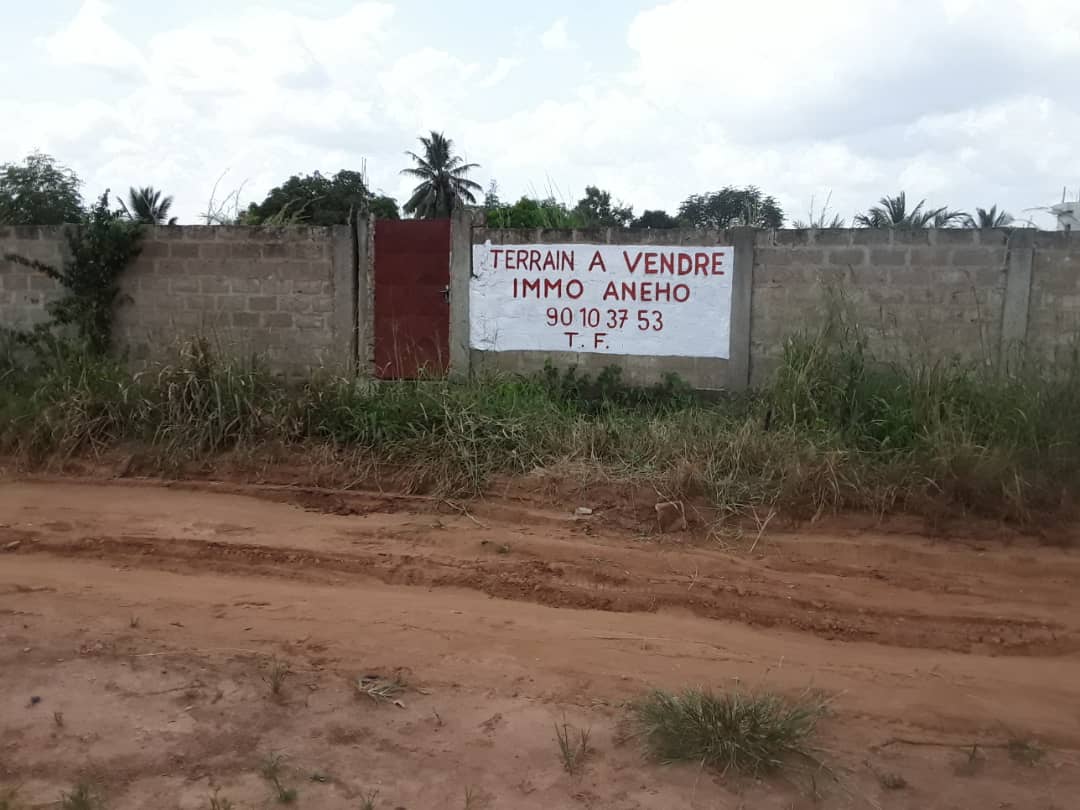 TERRAIN A VENDRE
IMMO ANEHO
90 10 37 53
T. F.